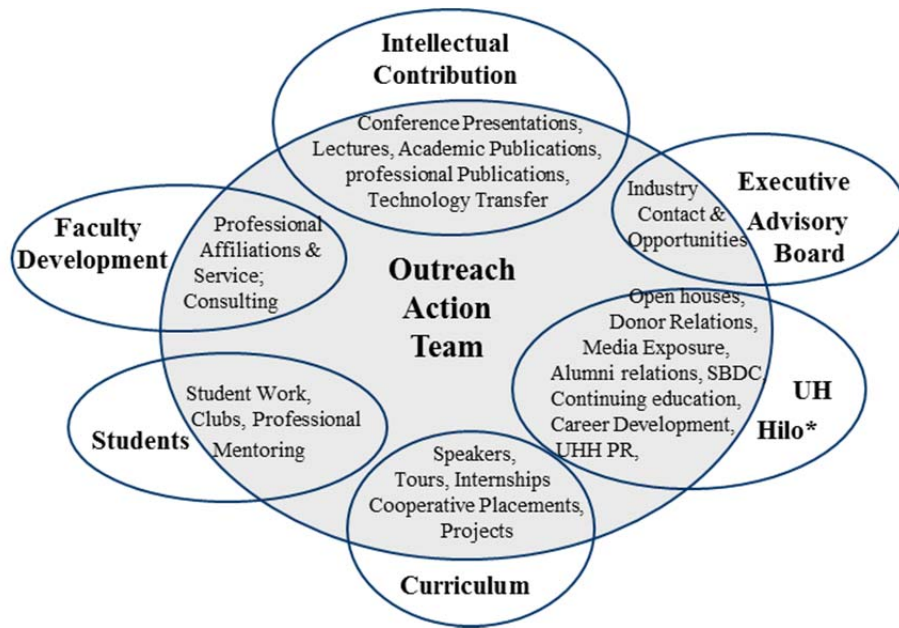 Intellectual
Contribution
Conference Presentations,
Lectures, Academic Publications,
professional Publications,
Technology Transfer
Executive
Advisory
Board
Industry
Contact &
Opportunities
Faculty
Development
Professional
Affiliations &
Service;
Consulting
Outreach
Action
Team
Open houses,
Donor Relations,
Media Exposure,
Alumni relations, SBDC,
Continuing education,
Career Development,
UHH PR,
UH
Hilo*
Students
Student Work,
Clubs, Professional
Mentoring
Speakers,
Tours, Internships
Cooperative Placements,
Projects
Curriculum